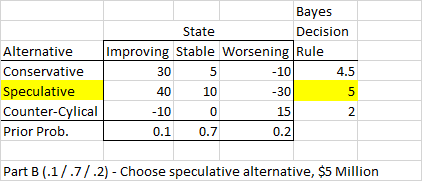 Bayes
State Decision
Alternative Improving Stable Worsening Rule
Conservative 30 5 -10 4.5
Speculative 40 10 -30 5
Counter-Cylical -10 0 15 2
Prior Prob. 0.1 0.7 0.2
Part B (.1 / .7 / .2) - Choose speculative alternative, $5 Million